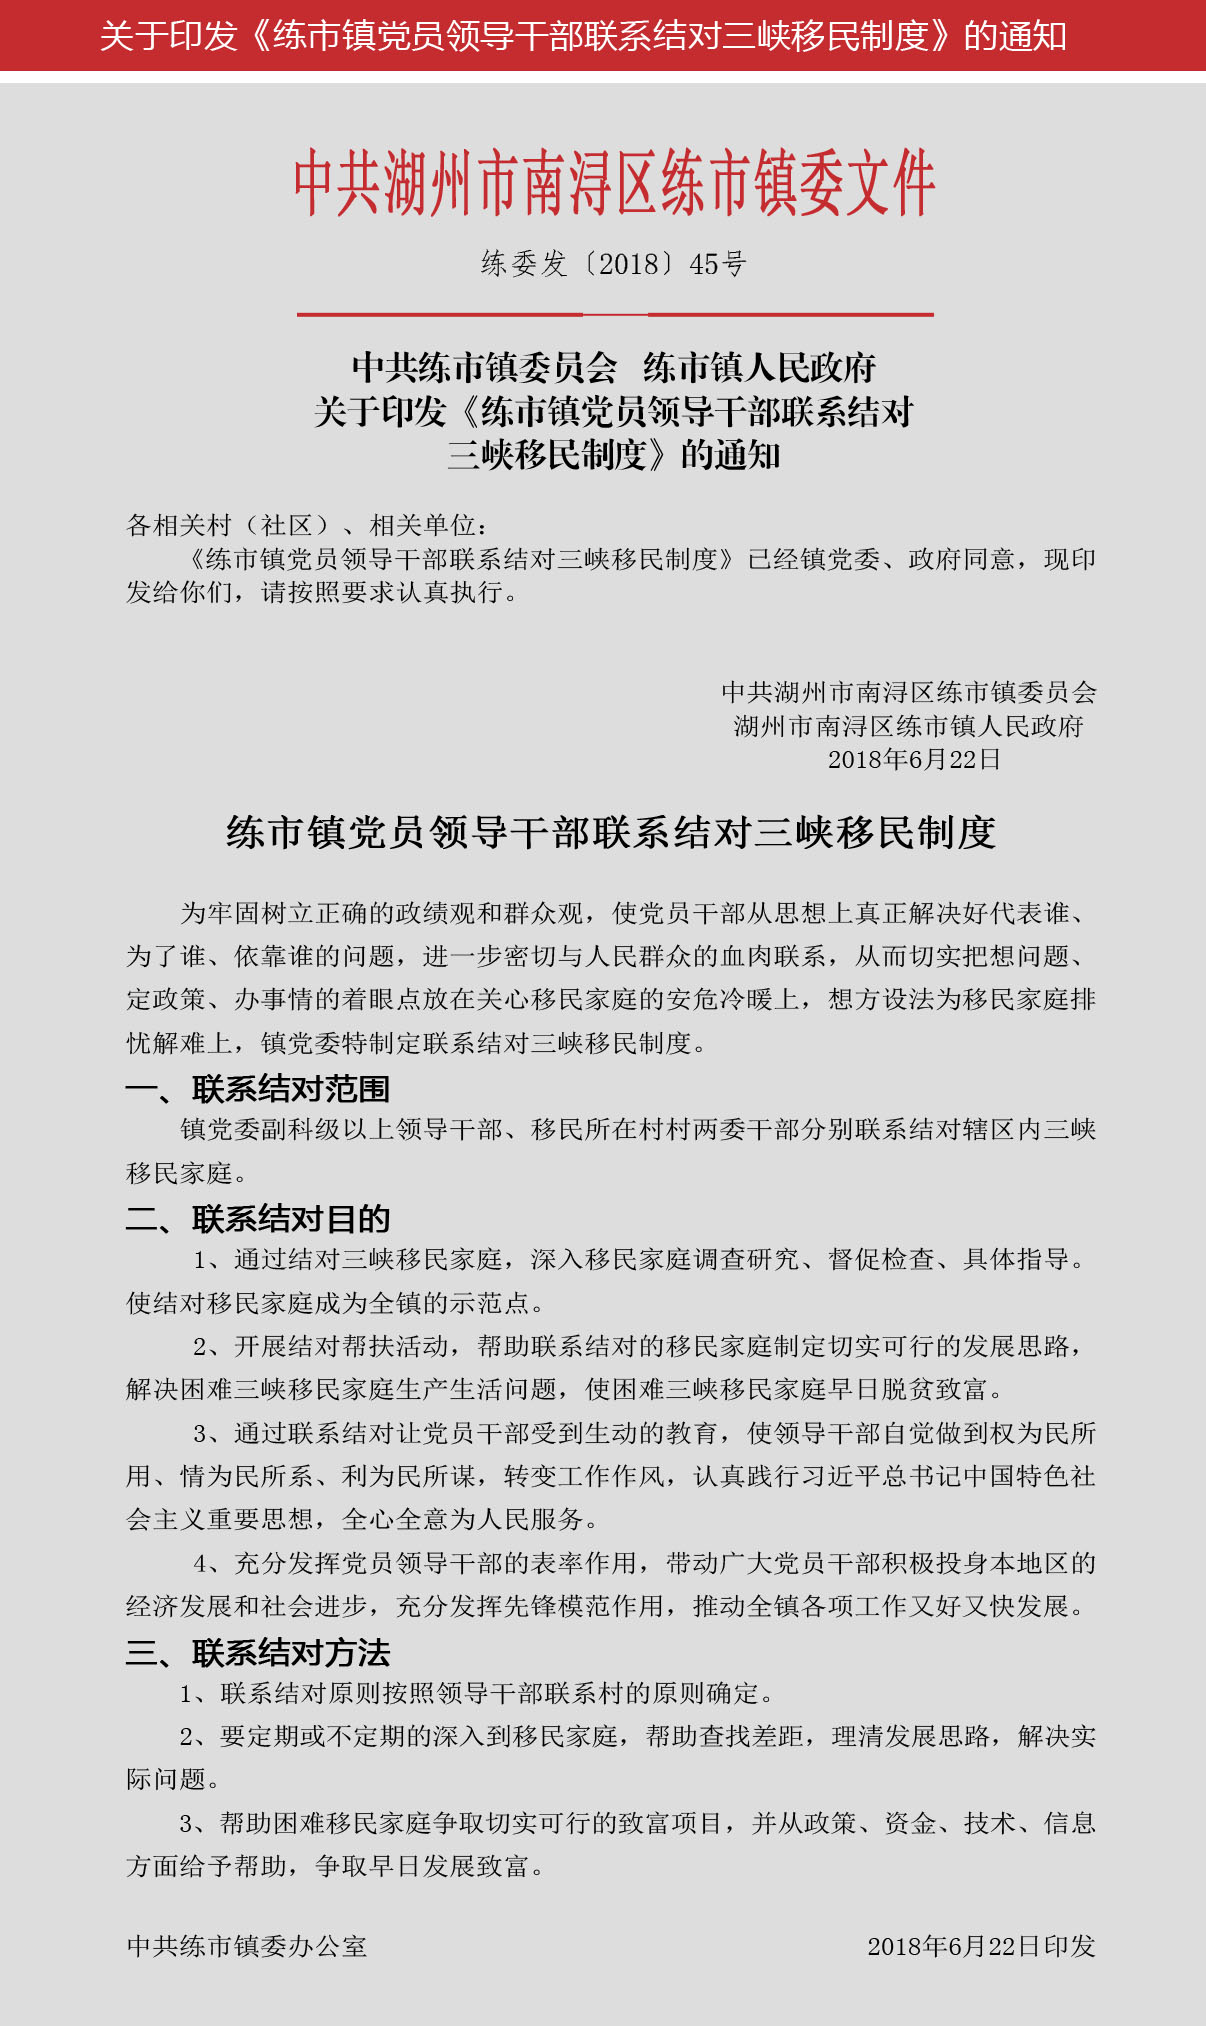 关于印发《练市镇党员领导干部联系结对三峡移民制度》的通知
中共湖州市南浔区练市镇委文件
练委发〔2018〕45号
中共练市镇委员会 练市镇人民政府
关于印发《练市镇党员领导干部联系结对
三峡移民制度》的通知
各相关村（社区）、相关单位：
《练市镇党员领导干部联系结对三峡移民制度》已经镇党委、政府同意，现印
发给你们，请按照要求认真执行。
中共湖州市南浔区练市镇委员会
湖州市南浔区练市镇人民政府
2018年6月22日
练市镇党员领导干部联系结对三峡移民制度
为牢固树立正确的政绩观和群众观，使党员干部从思想上真正解决好代表谁、
为了谁、依靠谁的问题，进一步密切与人民群众的血肉联系，从而切实把想问题、
定政策、办事情的着眼点放在关心移民家庭的安危冷暖上，想方设法为移民家庭排
忧解难上，镇党委特制定联系结对三峡移民制度。
一、联系结对范围
镇党委副科级以上领导干部、移民所在村村两委干部分别联系结对辖区内三峡
移民家庭。
二、联系结对目的
1、通过结对三峡移民家庭，深入移民家庭调查研究、督促检查、具体指导。
使结对移民家庭成为全镇的示范点。
2、开展结对帮扶活动，帮助联系结对的移民家庭制定切实可行的发展思路，
解决困难三峡移民家庭生产生活问题，使困难三峡移民家庭早日脱贫致富。
3、通过联系结对让党员干部受到生动的教育，使领导干部自觉做到权为民所
用、情为民所系、利为民所谋，转变工作作风，认真践行习近平总书记中国特色社
会主义重要思想，全心全意为人民服务。
4、充分发挥党员领导干部的表率作用，带动广大党员干部积极投身本地区的
经济发展和社会进步，充分发挥先锋模范作用，推动全镇各项工作又好又快发展。
三、联系结对方法
1、联系结对原则按照领导干部联系村的原则确定。
2、要定期或不定期的深入到移民家庭，帮助查找差距，理清发展思路，解决实
际问题。
3、帮助困难移民家庭争取切实可行的致富项目，并从政策、资金、技术、信息
方面给予帮助，争取早日发展致富。
中共练市镇委办公室 2018年6月22日印发